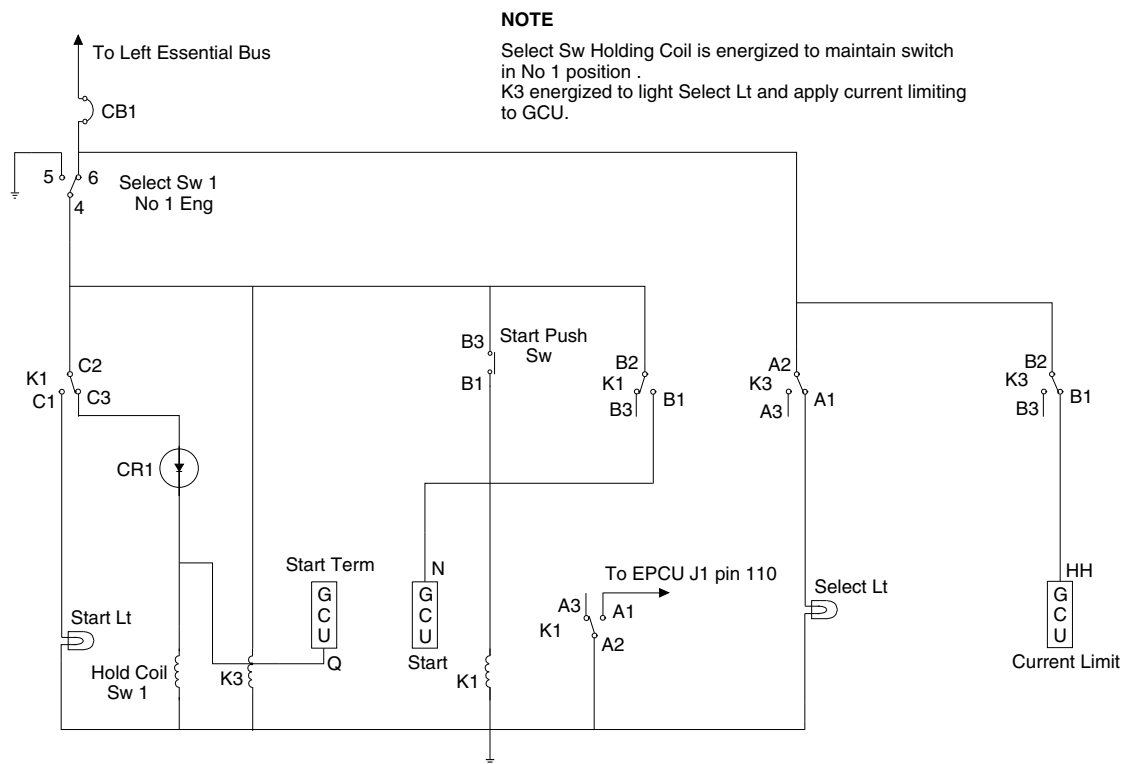 NOTE
To Left Essential Bus
Select Sw Holding Coil is energized to maintain switch
in No 1 position .
K3 energized to light Select Lt and apply current limiting
to GCU.
CB1
5
6
4
Select Sw 1
No 1 Eng
B3
Start Push
Sw
B1
C2
K1
C1
C3
B2
K1
B3
B1
A2
K3
A3
A1
B2
K3
B3
B1
CR1
Start Term
GCU
Q
N
GCU
Start
To EPCU J1 pin 110
A3
A1
K1
A2
Select Lt
HH
GCU
Current Limit
Start Lt
Hold Coil
Sw 1
K3
K1